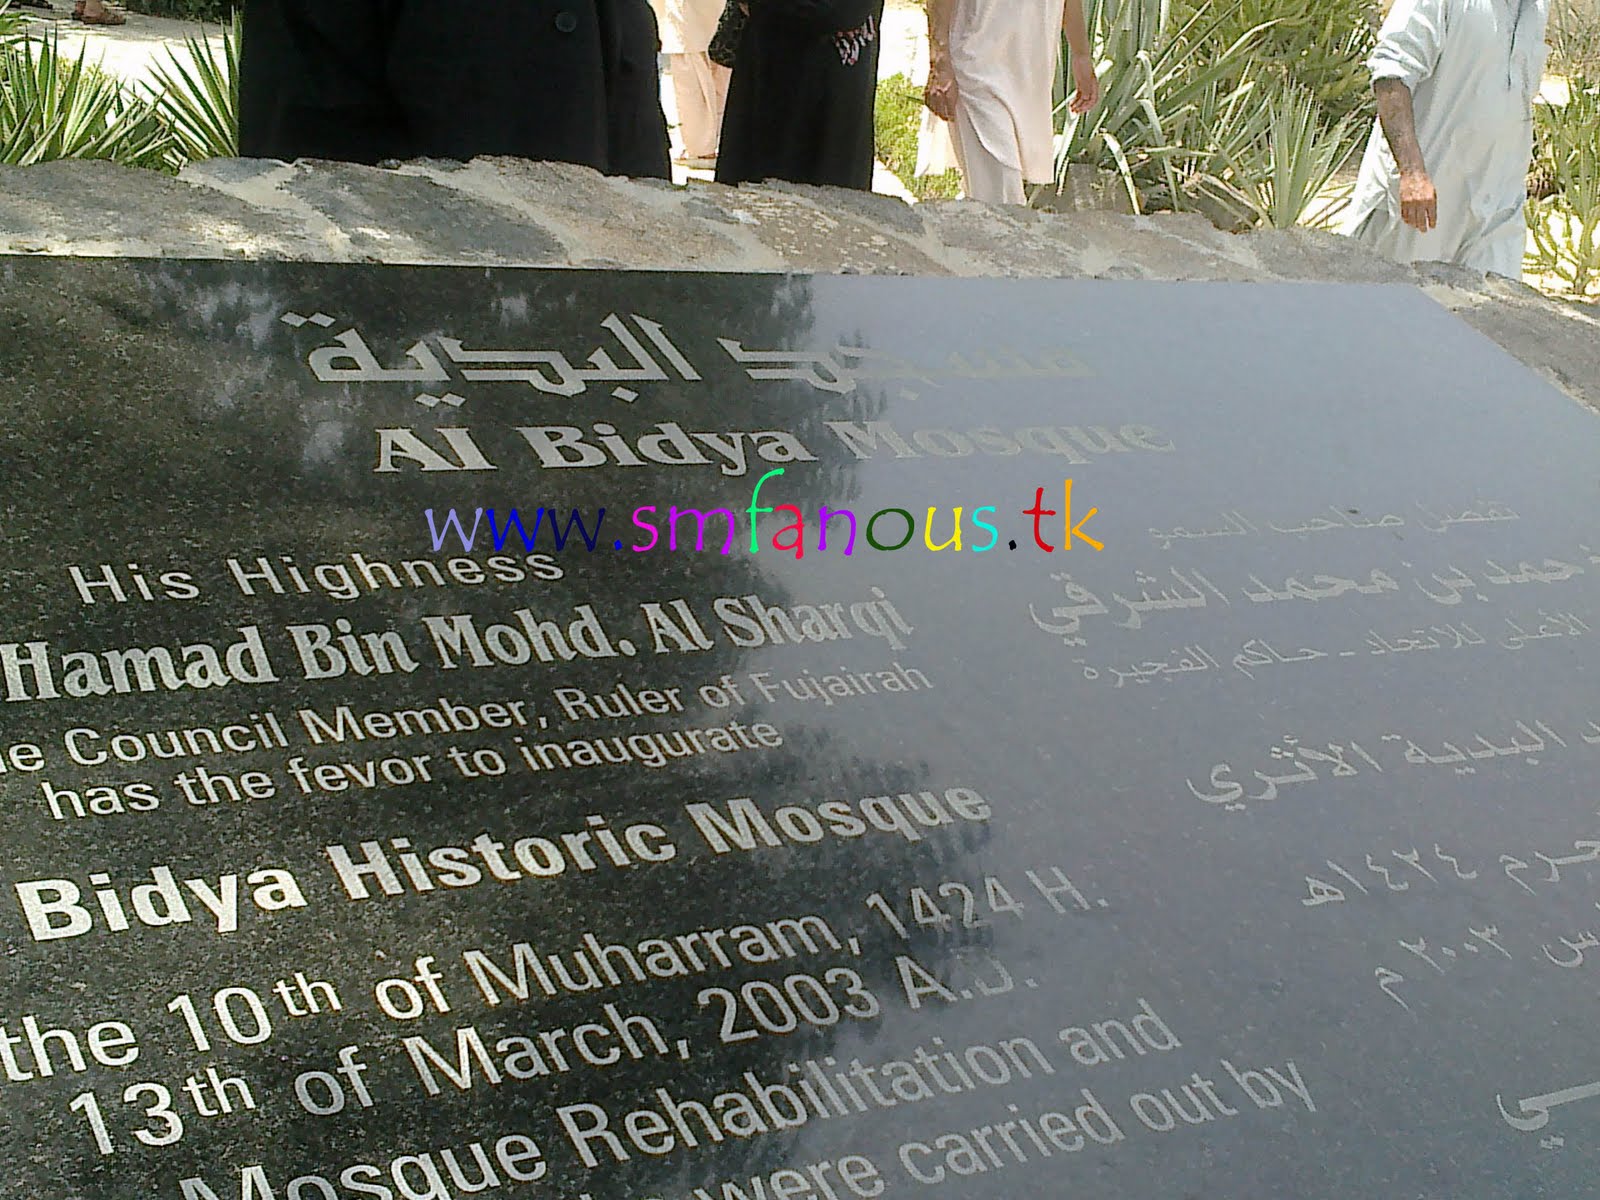 مسجد البدية
Al Bidya Mosque
www.smfanous.tk
His Highness
Hamad Bin Mohd. Al Sharqi
Council Member, Ruler of Fujairah
has the fevor to inaugurate
Bidya Historic Mosque
the 10th of Muharram, 1424 H.
13th of March, 2003 A.D.
Mosque Rehabilitation and
were carried out by
تفضل صاحب السمو
حمد بن محمد الشرقي
الأعلى للاتحاد - حاكم الفجيرة
البدية الأثري
١٤٢٤هـ
٢٠٠٣ م